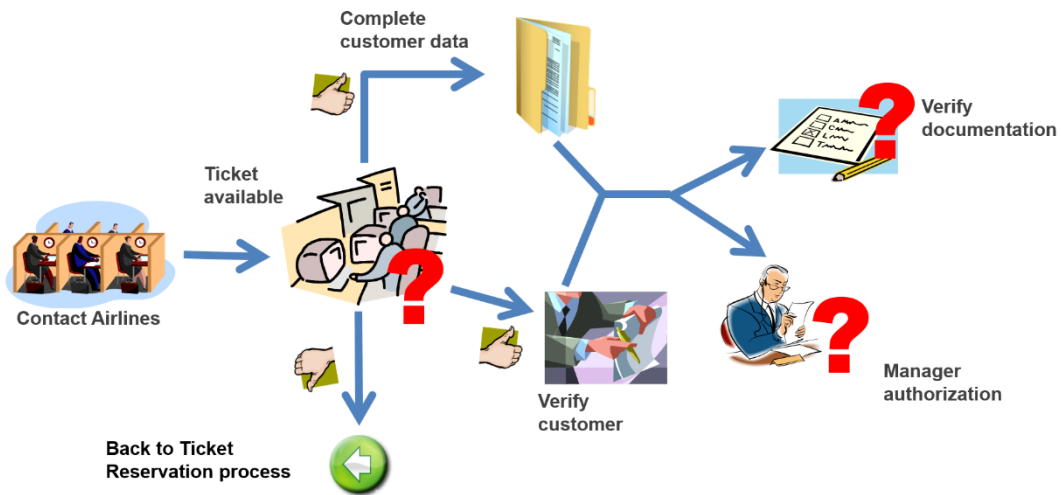 Complete
customer data
Verify
documentation
Ticket
available
Contact Airlines
Verify
customer
Manager
authorization
Back to Ticket
Reservation process